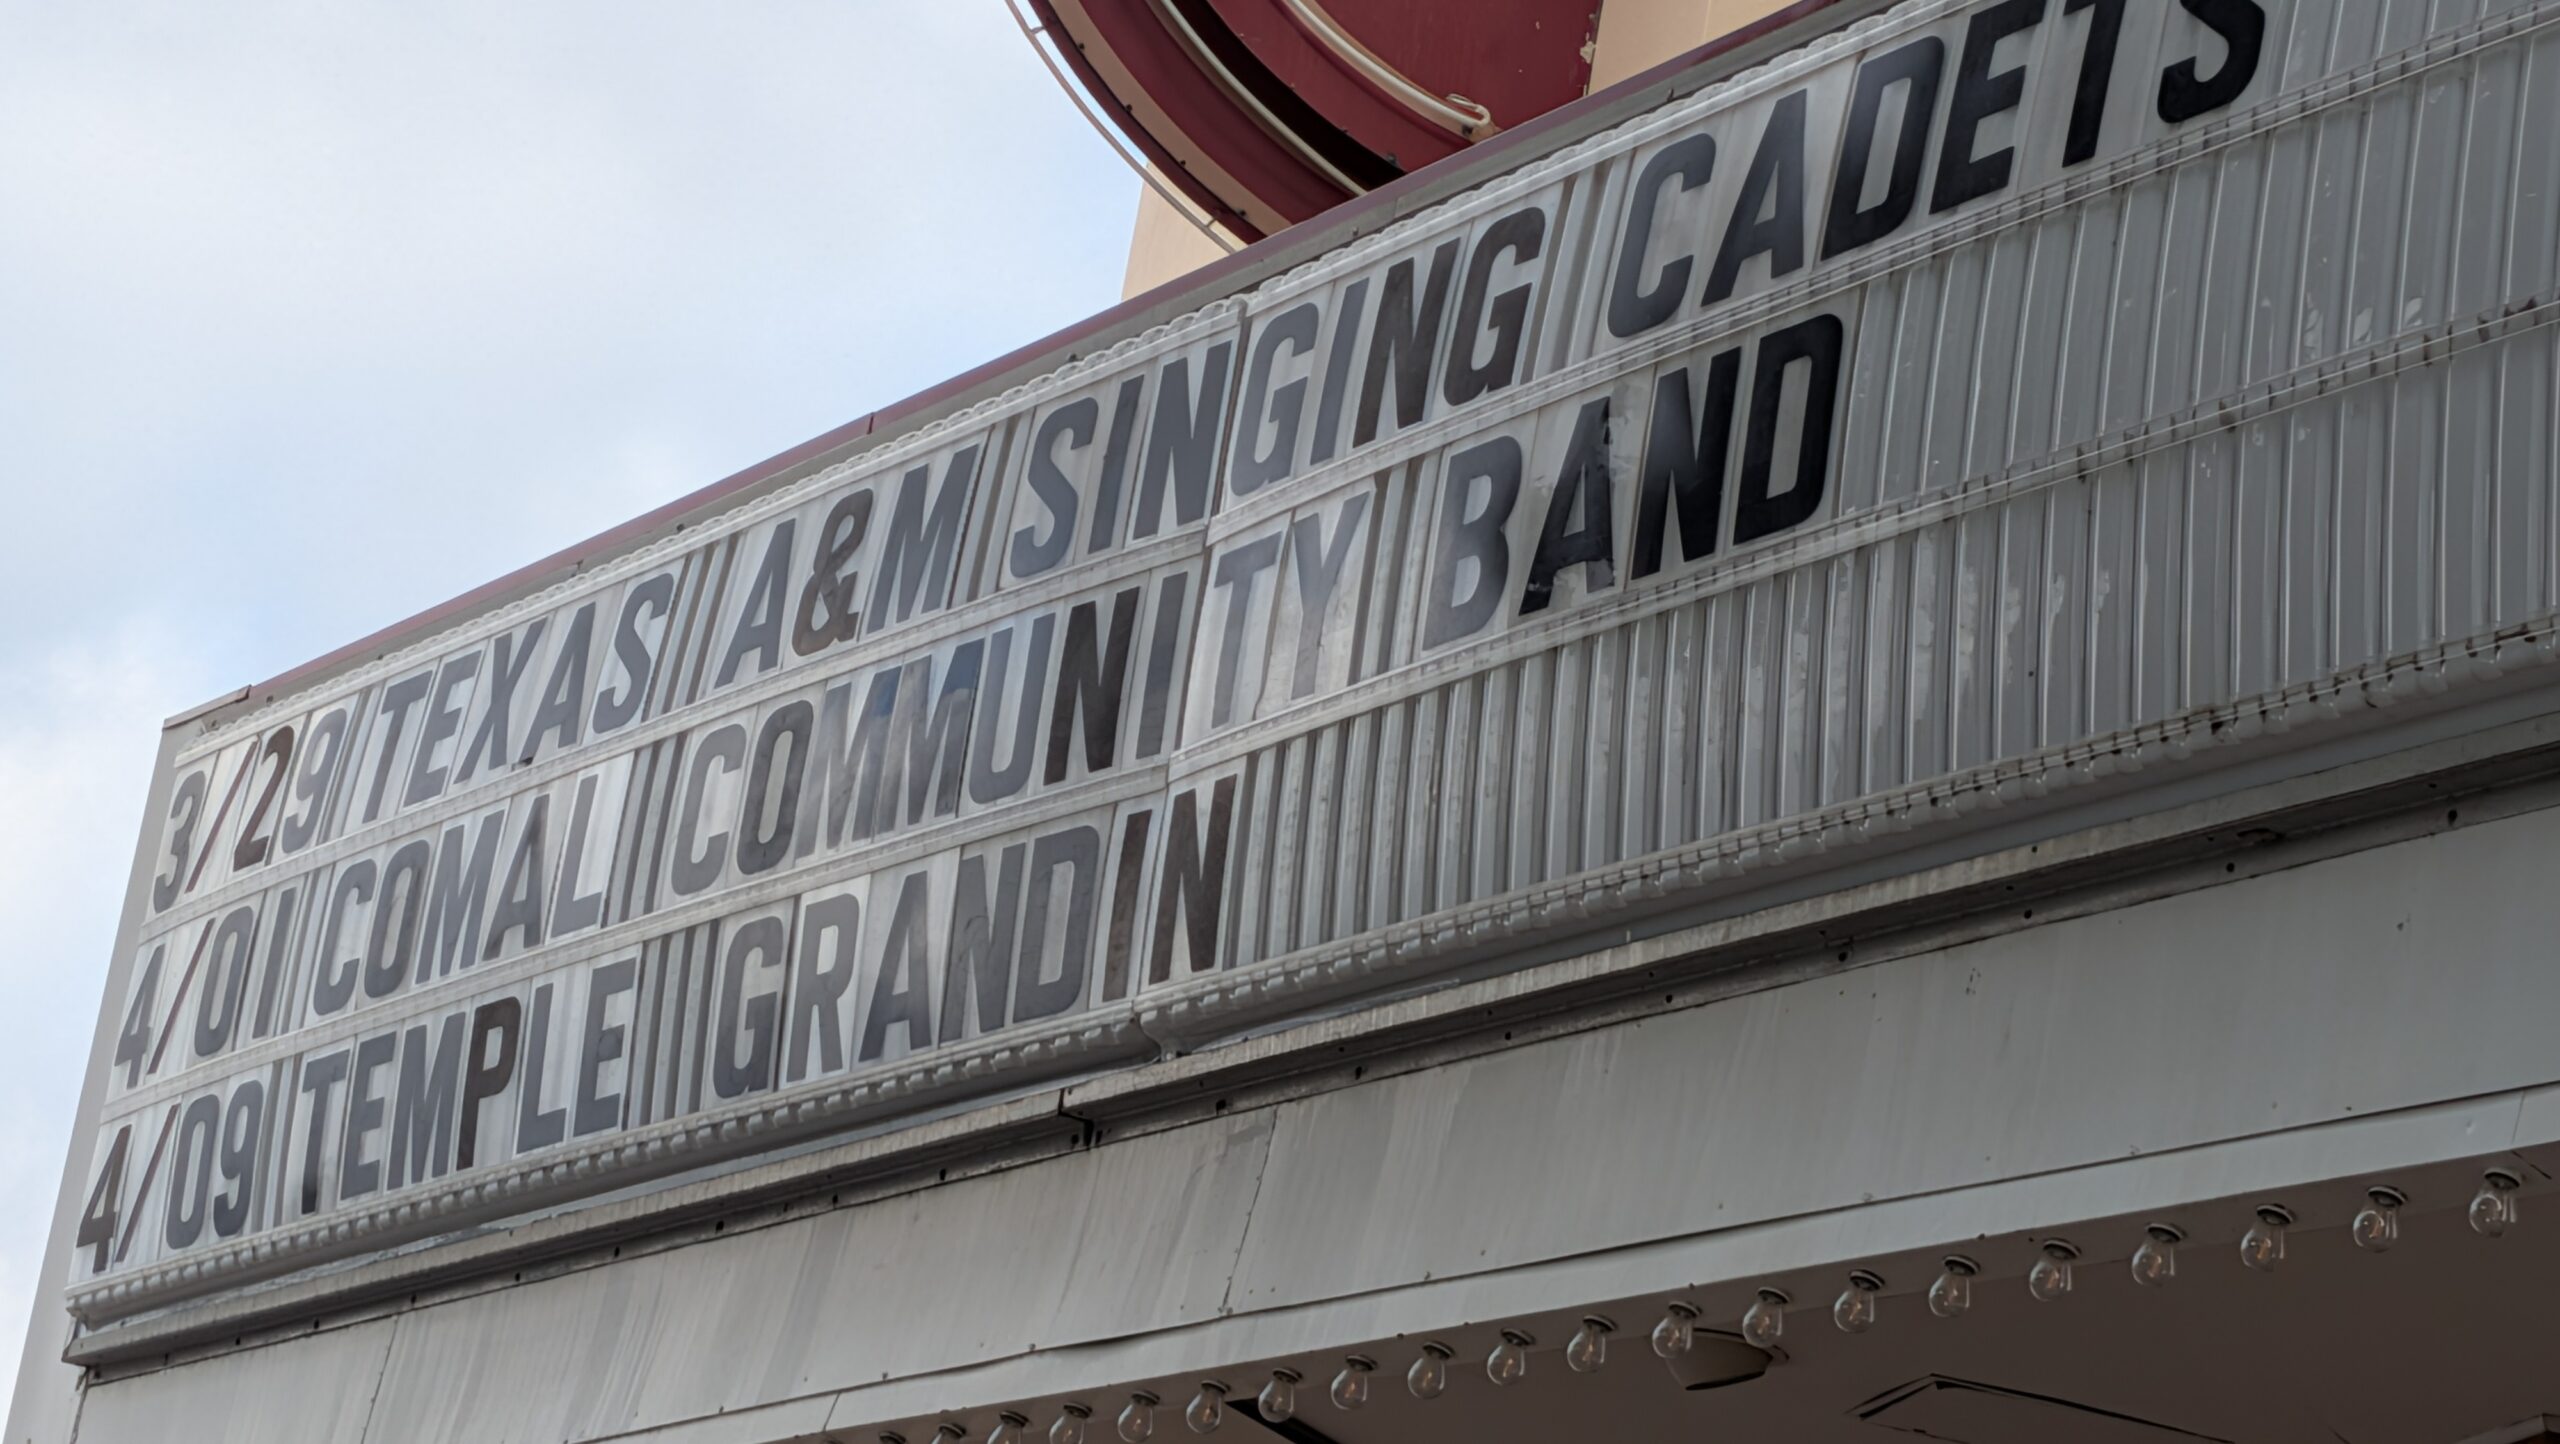 3/29 TEXAS A&M SINGING CADETS
4/01 COMAL COMMUNITY BAND
4/09 TEMPLE GRANDIN